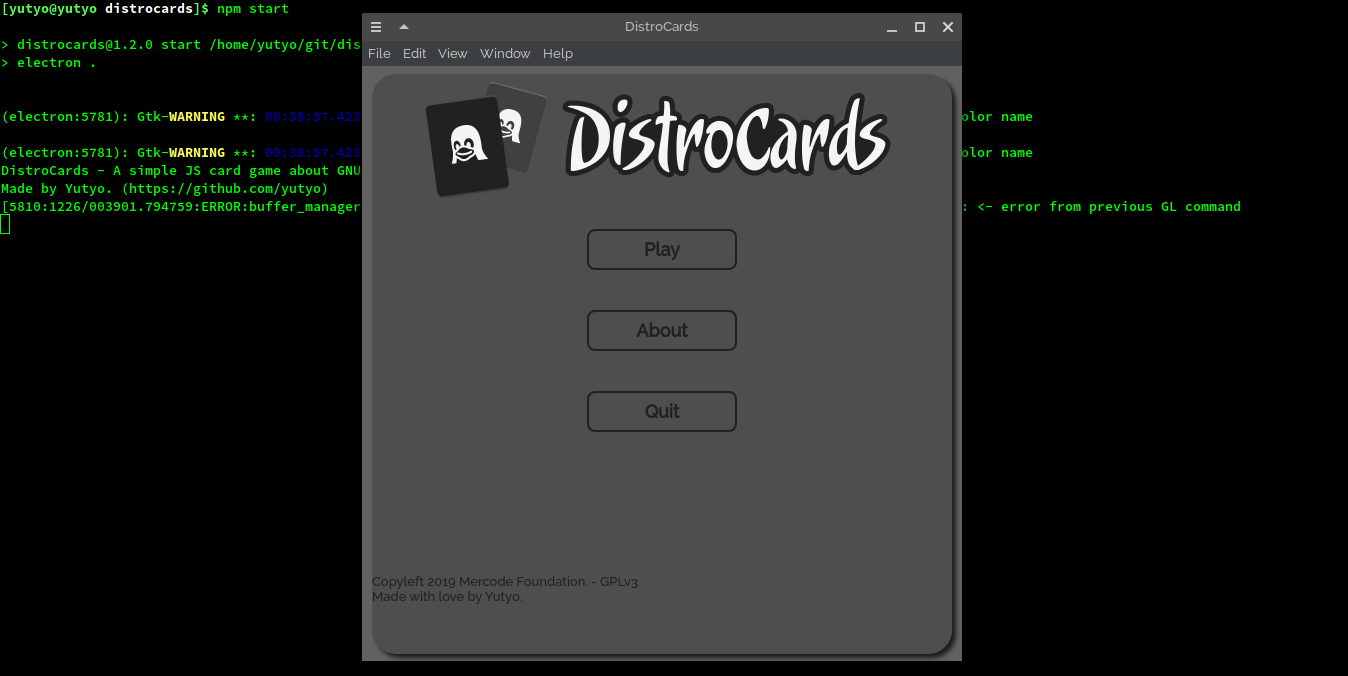 [yutyo@yutyo distrocards]$ npm start
> distrocards@1.2.0 start /home/yutyo/git/dis
> electron .
(electron:5781): Gtk-WARNING **: 00:38:57.423
olor name
(electron:5781): Gtk-WARNING **: 00:38:57.423
olor name
DistroCards - A simple JS card game about GNU
Made by Yutyo. (https://github.com/yutyo)
[5810:1226/003901.794759:ERROR:buffer_manager
: <- error from previous GL command
DistroCards
File Edit View Window Help
DistroCards
Play
About
Quit
Copyleft 2019 Mercode Foundation. - GPLv3
Made with love by Yutyo.